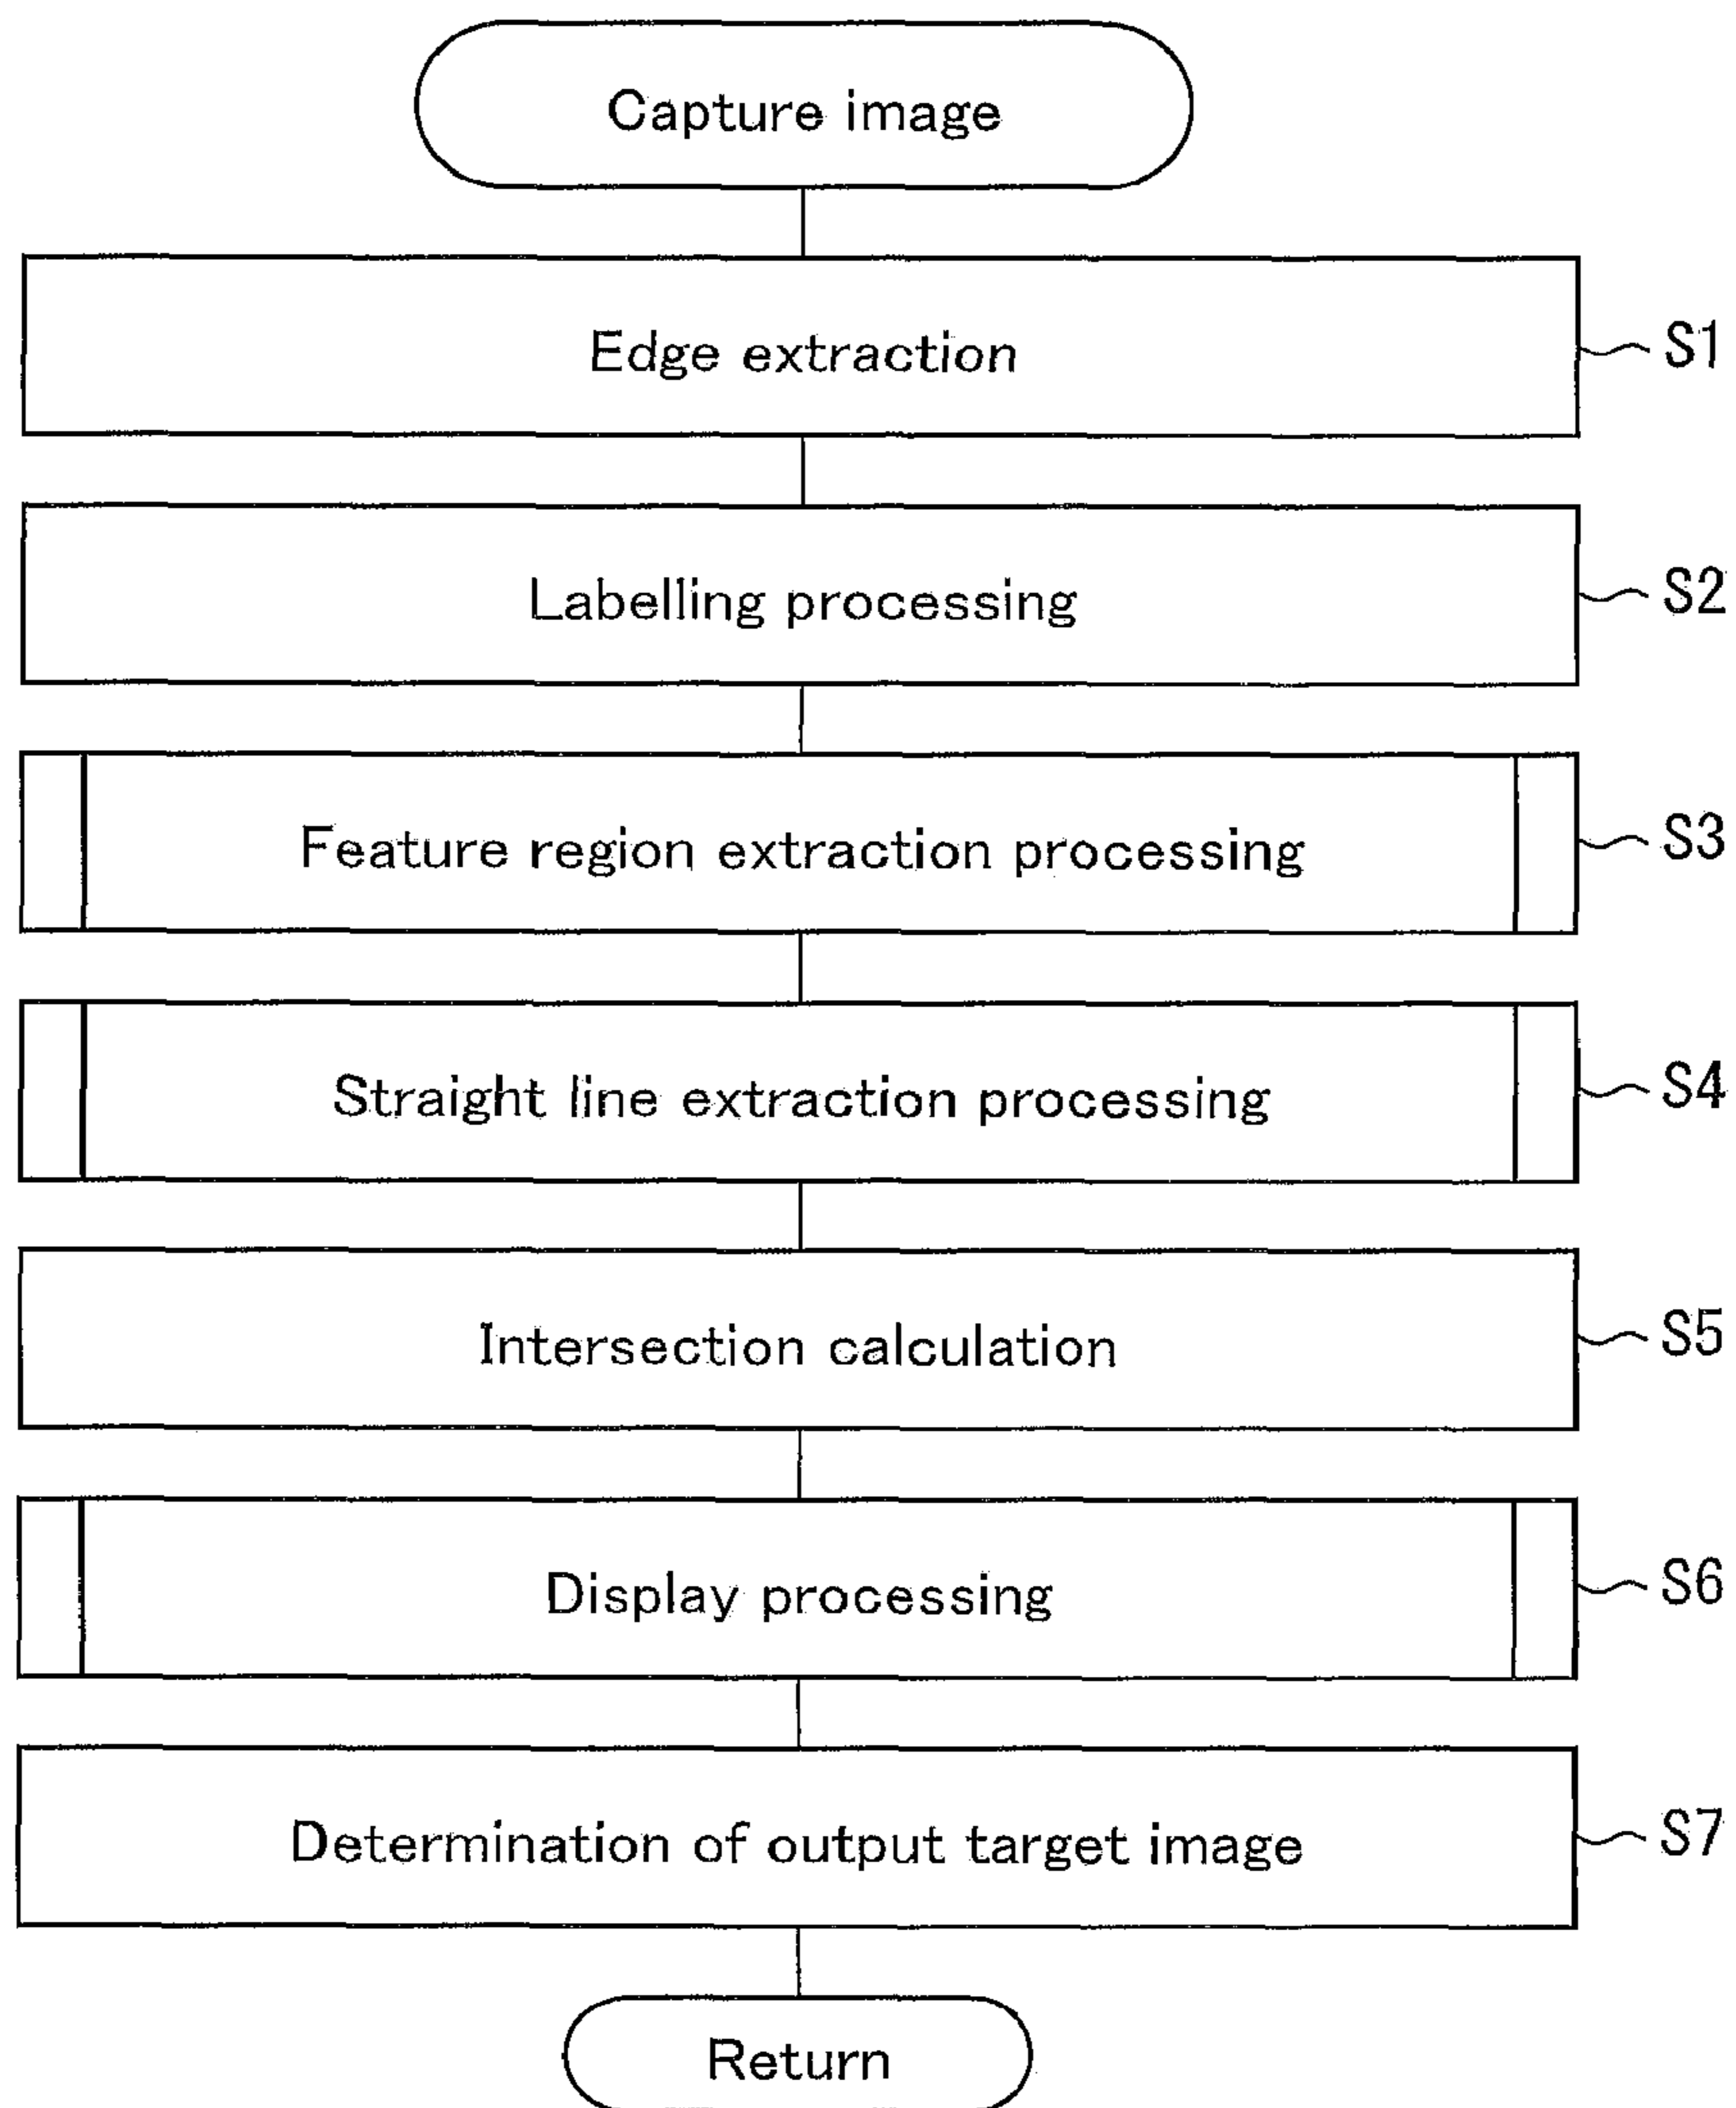 Capture image
Edge extraction
S1
Labelling processing
S2
Feature region extraction processing
S3
Straight line extraction processing
S4
Intersection calculation
S5
Display processing
S6
Determination of output target image
S7
Return